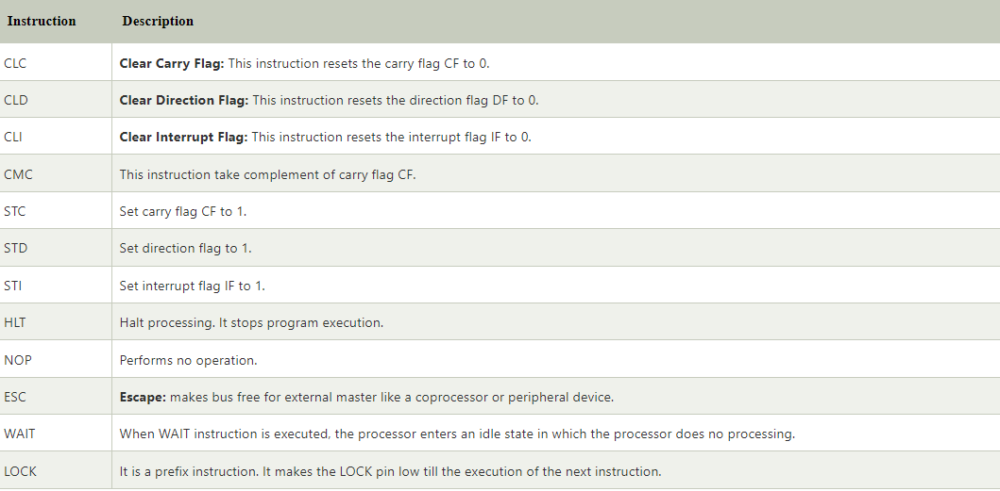 Instruction Description
CLC Clear Carry Flag: This instruction resets the carry flag CF to 0.
CLD Clear Direction Flag: This instruction resets the direction flag DF to 0.
CLI Clear Interrupt Flag: This instruction resets the interrupt flag IF to 0.
CMC This instruction take complement of carry flag CF.
STC Set carry flag CF to 1.
STD Set direction flag to 1.
STI Set interrupt flag IF to 1.
HLT Halt processing. It stops program execution.
NOP Performs no operation.
ESC Escape: makes bus free for external master like a coprocessor or peripheral device.
WAIT When WAIT instruction is executed, the processor enters an idle state in which the processor does no processing.
LOCK It is a prefix instruction. It makes the LOCK pin low till the execution of the next instruction.